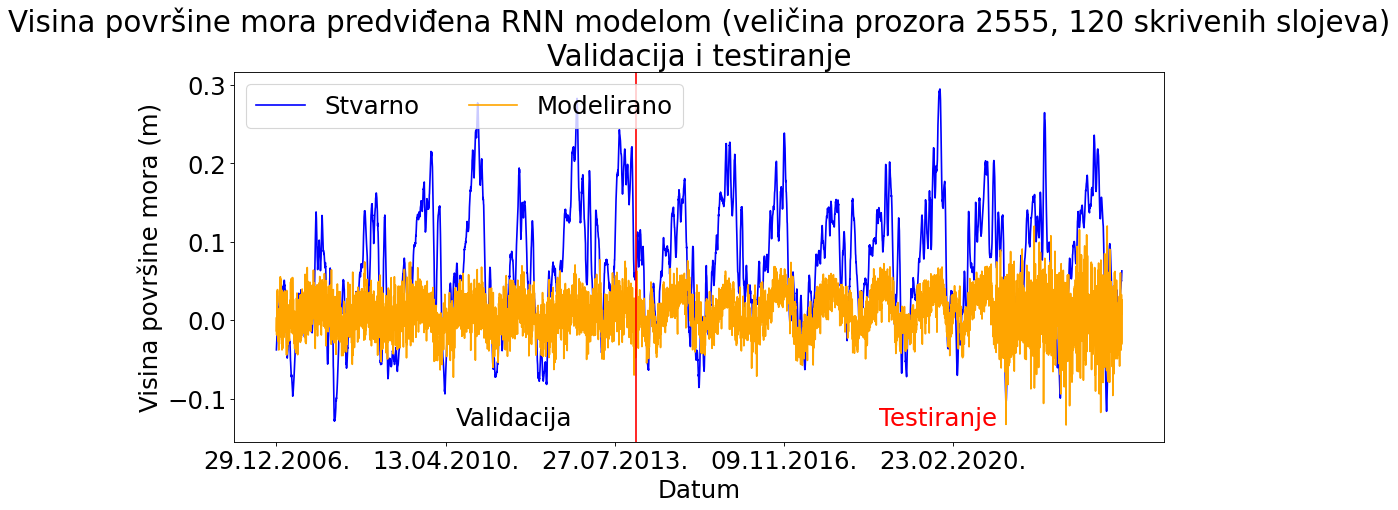 Visina površine mora predviđena RNN modelom (veličina prozora 2555, 120 skrivenih slojeva)
Validacija i testiranje
Stvarno
Modelirano
Visina površine mora (m)
0.3
0.2
0.1
0.0
−0.1
Validacija
Testiranje
29.12.2006.
13.04.2010.
27.07.2013.
09.11.2016.
23.02.2020.
Datum